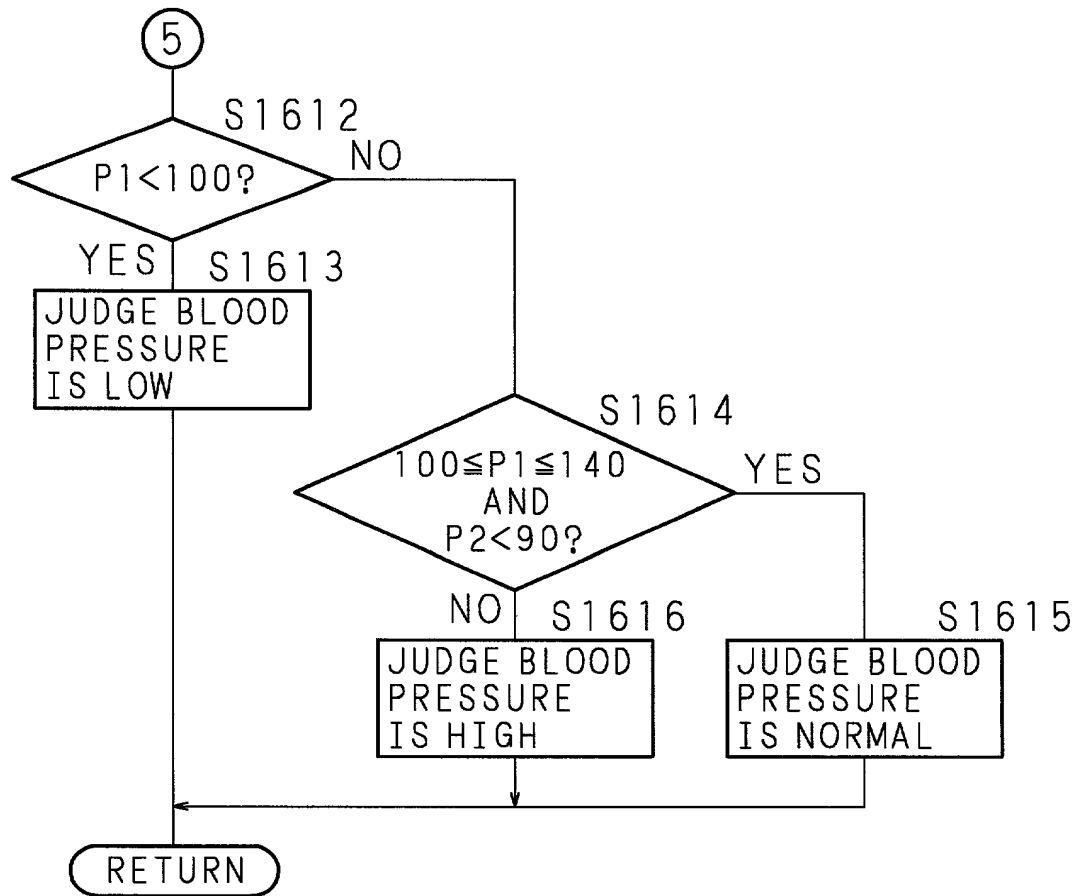 5
S1612
P1<100?
NO
YES
S1613
JUDGE BLOOD
PRESSURE
IS LOW
S1614
100≦P1≦140
AND
P2<90?
YES
NO
S1616
JUDGE BLOOD
PRESSURE
IS HIGH
S1615
JUDGE BLOOD
PRESSURE
IS NORMAL
RETURN